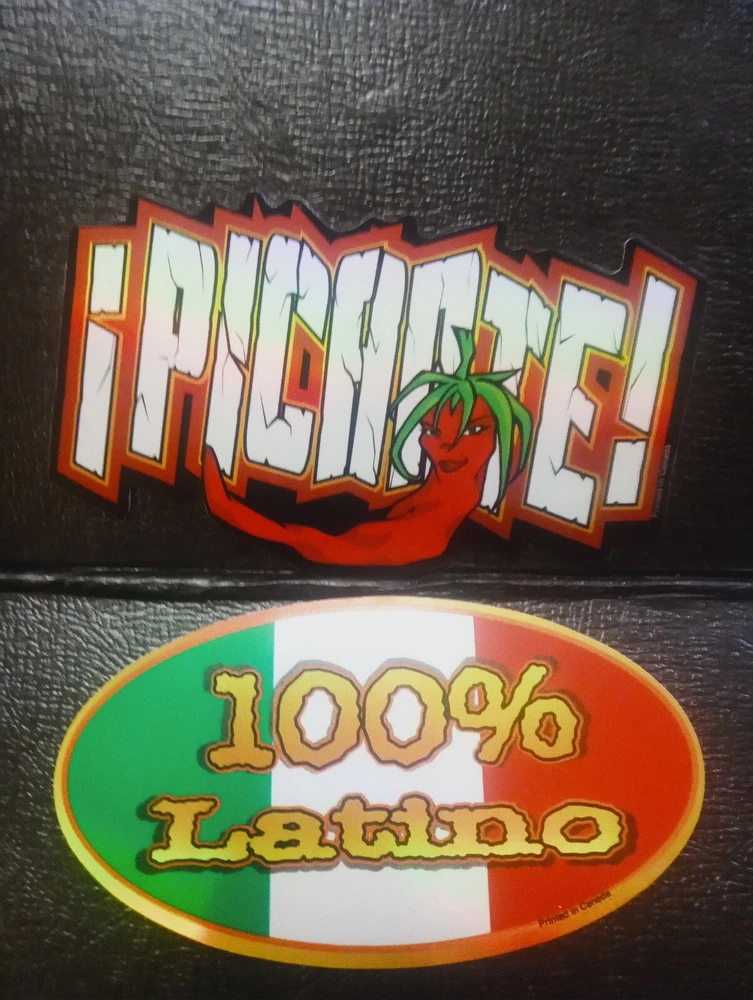 ¡PICANTE!
100%
Latino
Printed in Canada